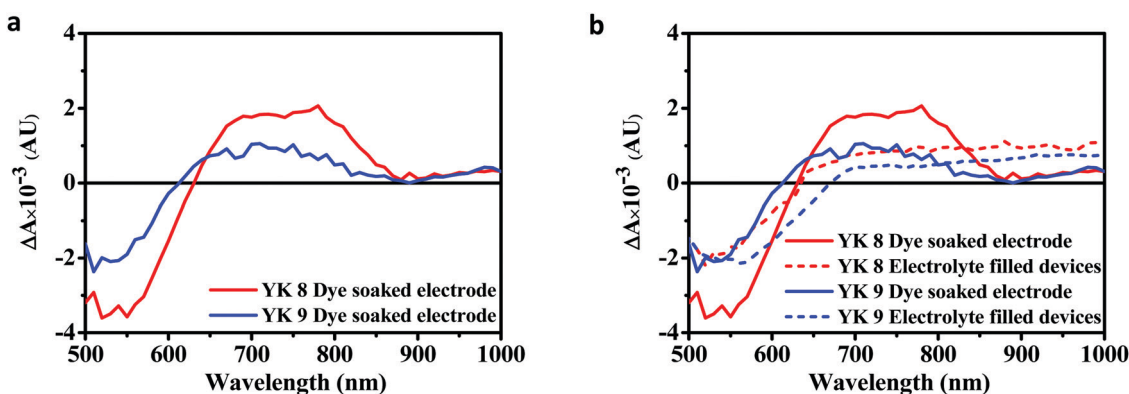 a
4
2
0
-2
-4
ΔA×10⁻³ (AU)
YK 8 Dye soaked electrode
YK 9 Dye soaked electrode
500 600 700 800 900 1000
Wavelength (nm)
b
4
2
0
-2
-4
ΔA×10⁻³ (AU)
YK 8 Dye soaked electrode
YK 8 Electrolyte filled devices
YK 9 Dye soaked electrode
YK 9 Electrolyte filled devices
500 600 700 800 900 1000
Wavelength (nm)